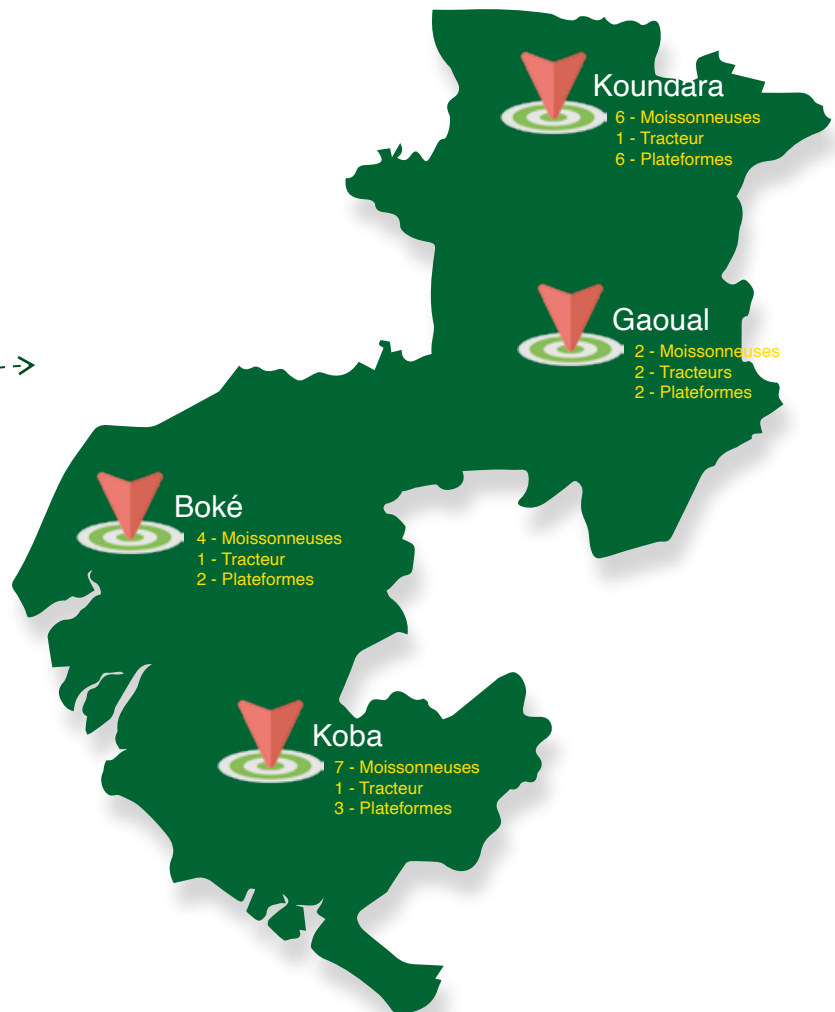 Koundara
6 - Moissonneuses
1 - Tracteur
6 - Plateformes
Gaoual
2 - Moissonneuses
2 - Tracteurs
2 - Plateformes
Boké
4 - Moissonneuses
1 - Tracteur
2 - Plateformes
Koba
7 - Moissonneuses
1 - Tracteur
3 - Plateformes